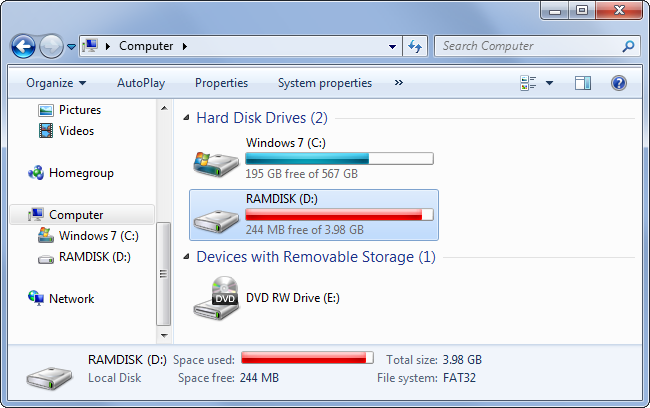 Computer
Search Computer
Organize
AutoPlay
Properties
System properties
»
Pictures
Videos
Homegroup
Computer
Windows 7 (C:)
RAMDISK (D:)
Network
Hard Disk Drives (2)
Windows 7 (C:)
195 GB free of 567 GB
RAMDISK (D:)
244 MB free of 3.98 GB
Devices with Removable Storage (1)
DVD
DVD RW Drive (E:)
RAMDISK (D:) Space used: Total size: 3.98 GB
Local Disk Space free: 244 MB File system: FAT32